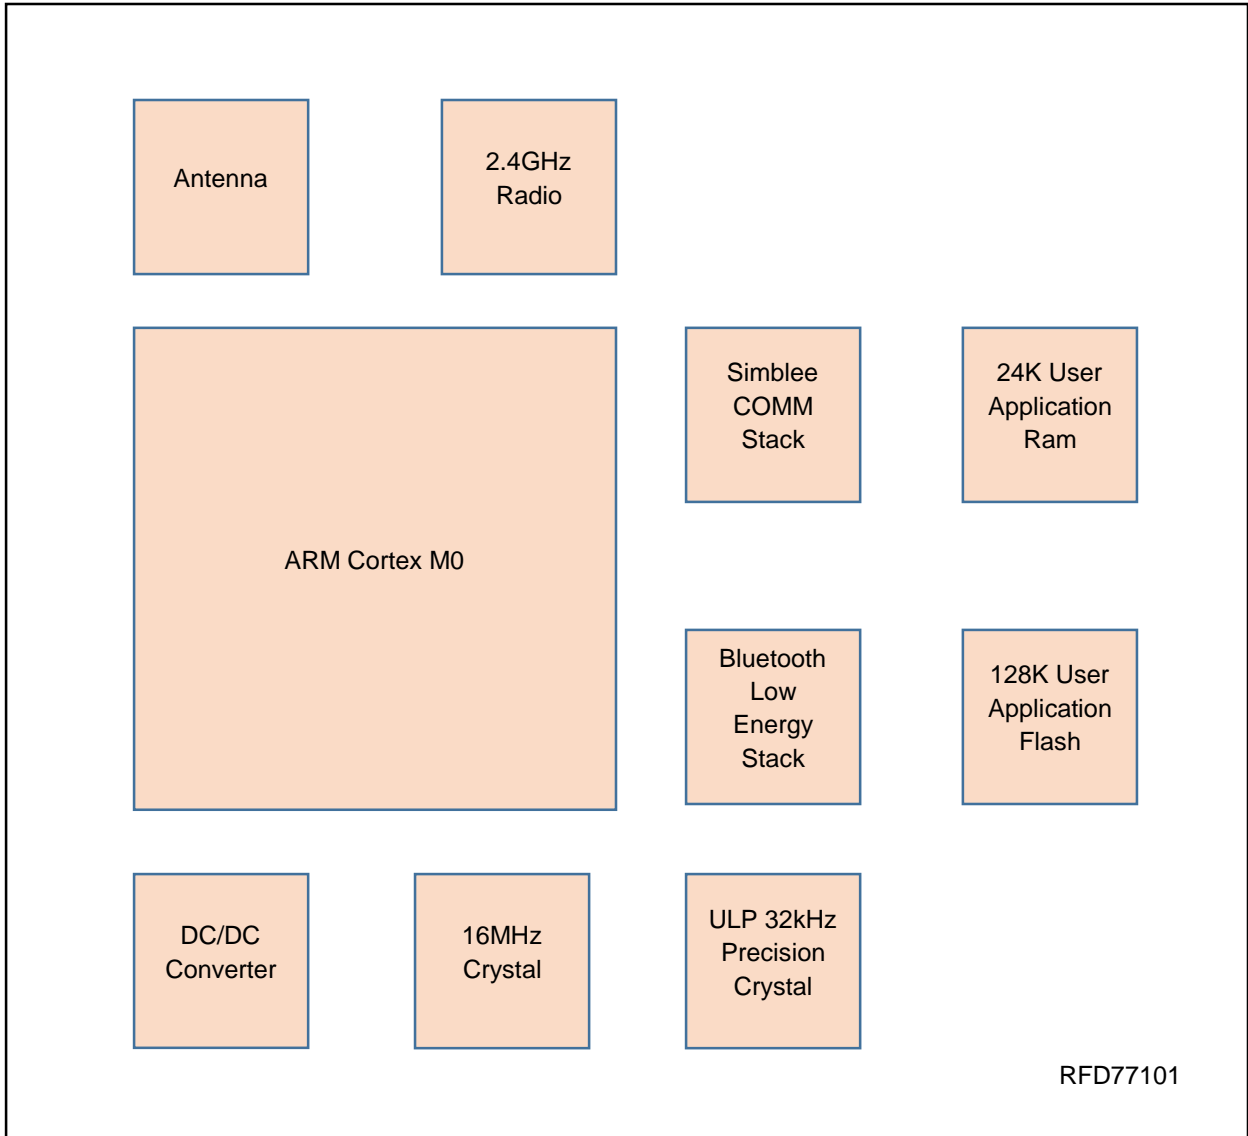 Antenna
2.4GHz
Radio
Simblee
COMM
Stack
24K User
Application
Ram
ARM Cortex M0
Bluetooth
Low
Energy
Stack
128K User
Application
Flash
DC/DC
Converter
16MHz
Crystal
ULP 32kHz
Precision
Crystal
RFD77101